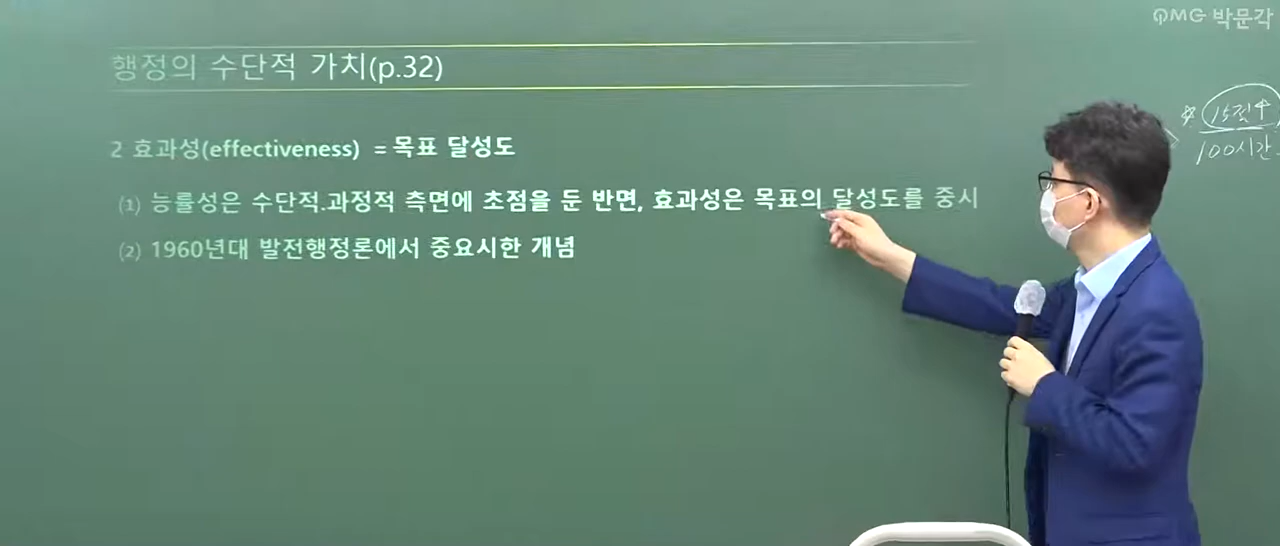 PMG 박문각
행정의 수단적 가치(p.32)
2 효과성(effectiveness) = 목표 달성도
(1) 능률성은 수단적.과정적 측면에 초점을 둔 반면, 효과성은 목표의 달성도를 중시
(2) 1960년대 발전행정론에서 중요시한 개념
100시간